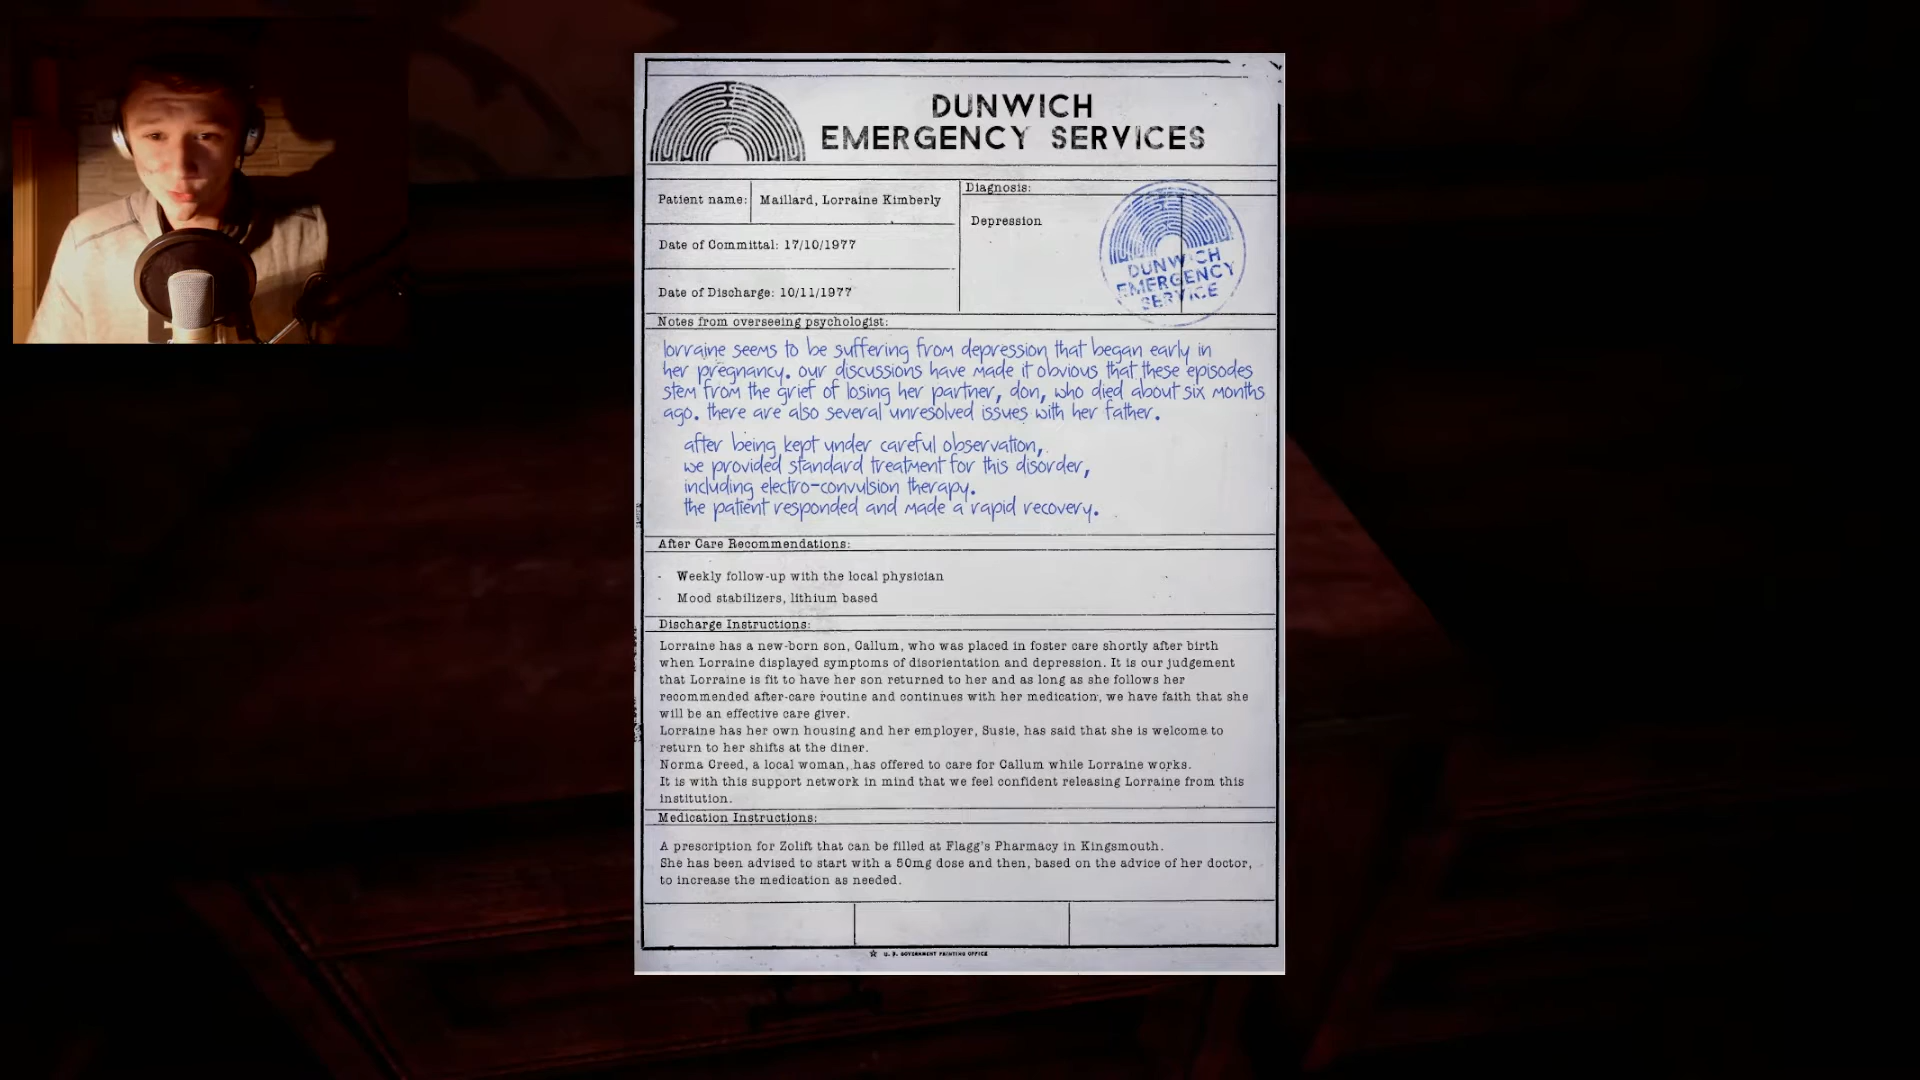 DUNWICH
EMERGENCY SERVICES
Patient name: Maillard, Lorraine Kimberly
Date of Committal: 17/10/1977
Date of Discharge: 10/11/1977
Diagnosis:
Depression
DUNWICH
EMERGENCY
SERVICE
Notes from overseeing psychologist:
lorraine seems to be suffering from depression that began early in
her pregnancy. our discussions have made it obvious that these episodes
stem from the grief of losing her partner, don, who died about six months
ago. there are also several unresolved issues with her father.
after being kept under careful observation,
we provided standard treatment for this disorder,
including electro-convulsion therapy.
the patient responded and made a rapid recovery.
After Care Recommendations:
- Weekly follow-up with the local physician
- Mood stabilizers, lithium based
Discharge Instructions:
Lorraine has a new-born son, Callum, who was placed in foster care shortly after birth
when Lorraine displayed symptoms of disorientation and depression. It is our judgement
that Lorraine is fit to have her son returned to her and as long as she follows her
recommended after-care routine and continues with her medication, we have faith that she
will be an effective care giver.
Lorraine has her own housing and her employer, Susie, has said that she is welcome to
return to her shifts at the diner.
Norma Creed, a local woman, has offered to care for Callum while Lorraine works.
It is with this support network in mind that we feel confident releasing Lorraine from this
institution.
Medication Instructions:
A prescription for Zolift that can be filled at Flagg's Pharmacy in Kingsmouth.
She has been advised to start with a 50mg dose and then, based on the advice of her doctor,
to increase the medication as needed.
U. S. GOVERNMENT PRINTING OFFICE